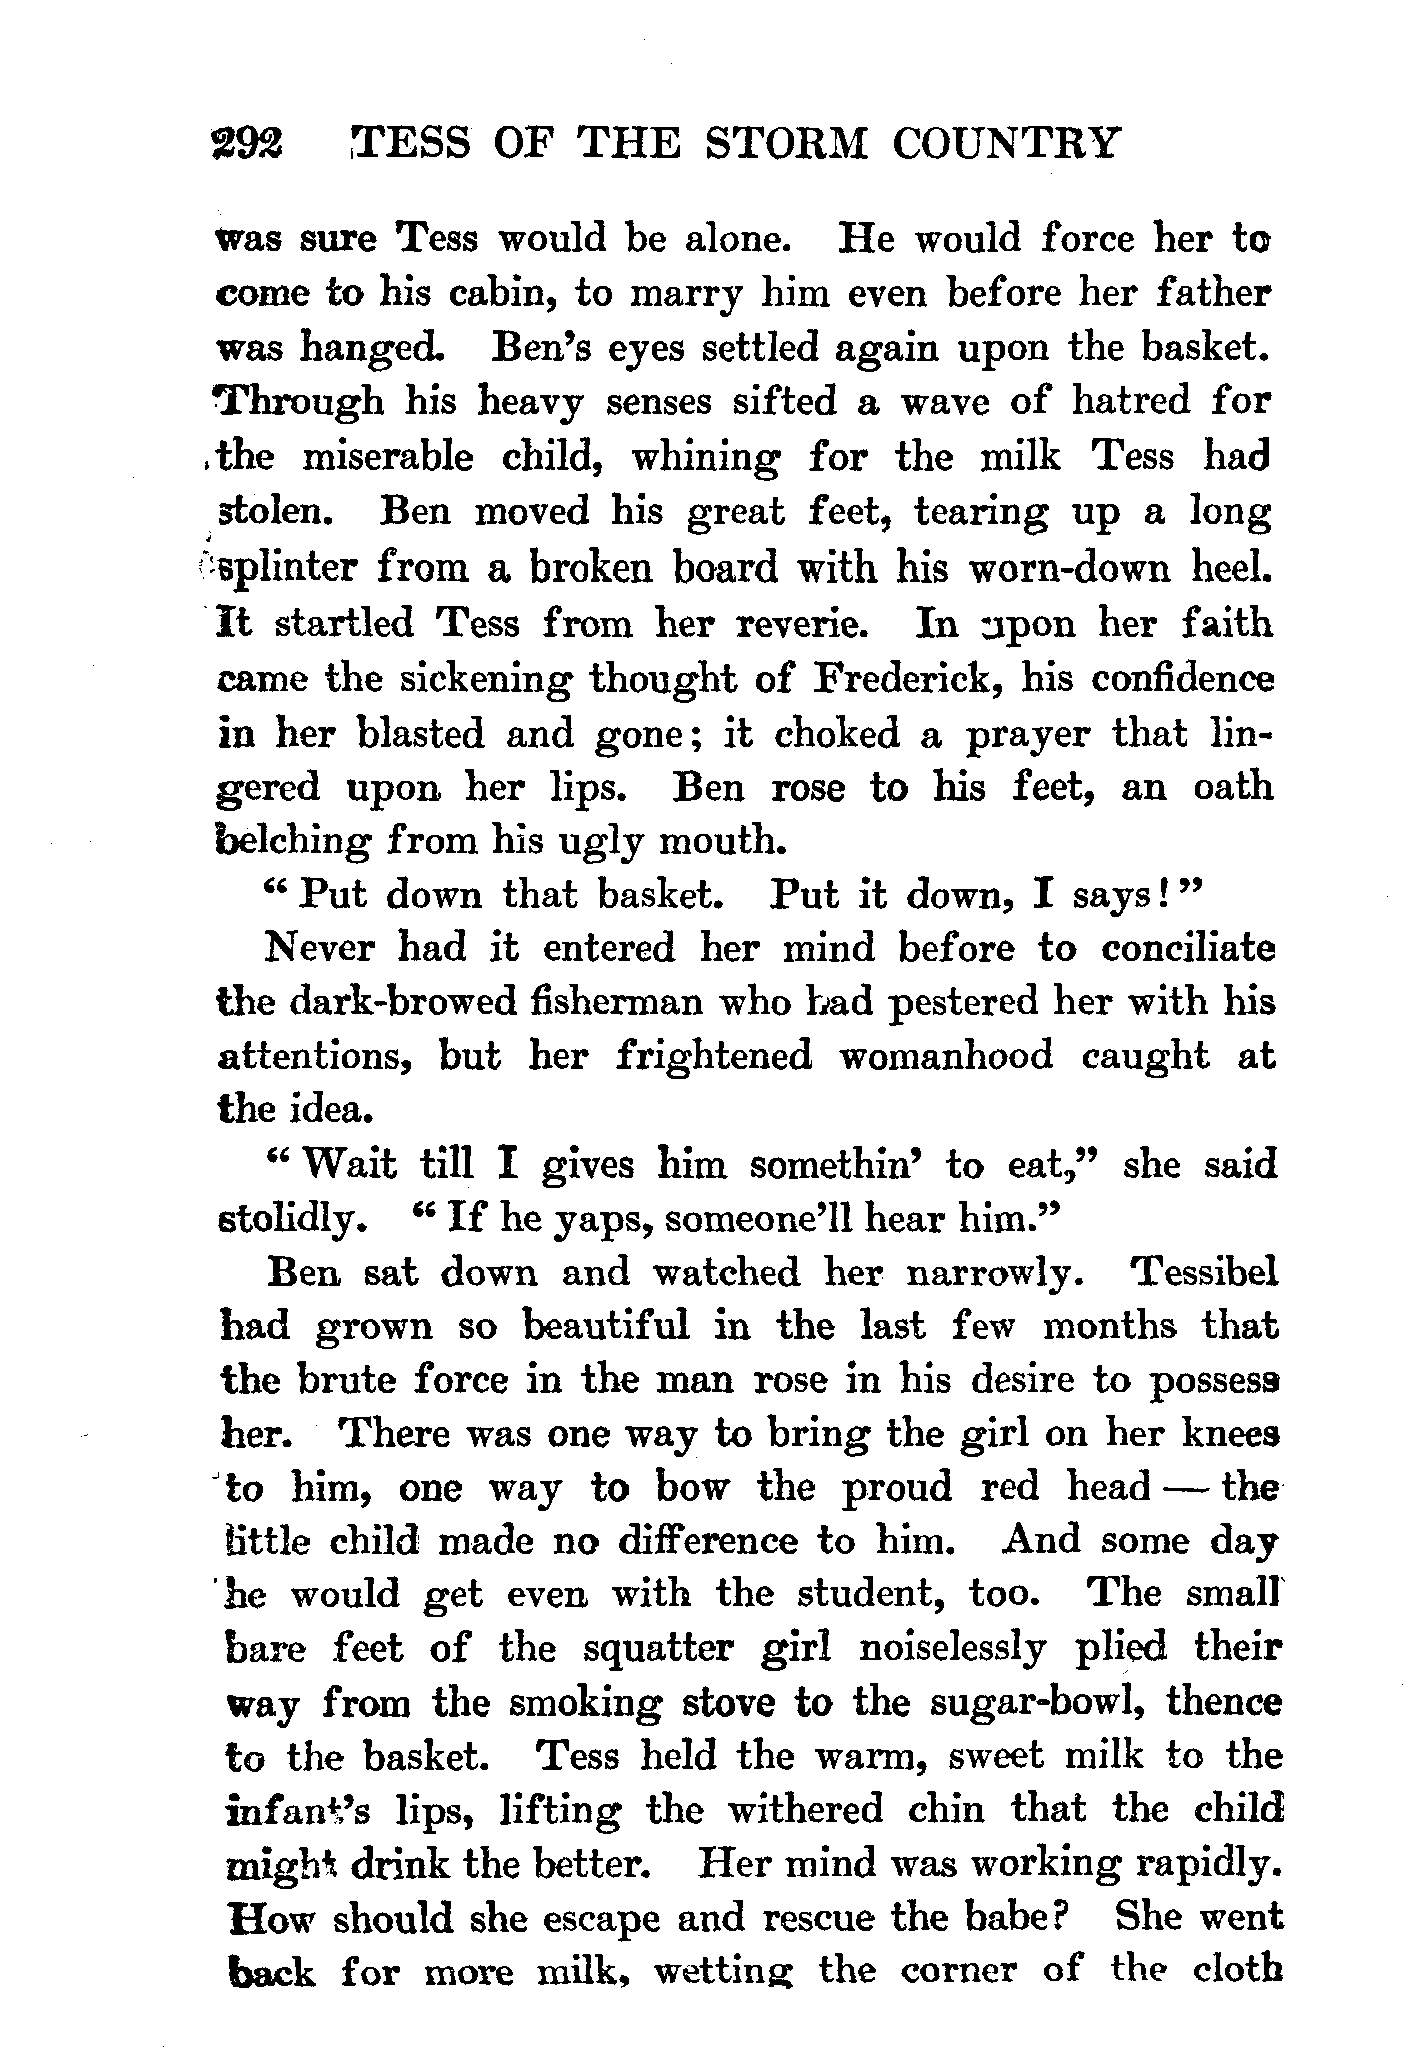 292 TESS OF THE STORM COUNTRY
was sure Tess would be alone. He would force her to
come to his cabin, to marry him even before her father
was hanged. Ben's eyes settled again upon the basket.
Through his heavy senses sifted a wave of hatred for
the miserable child, whining for the milk Tess had
stolen. Ben moved his great feet, tearing up a long
splinter from a broken board with his worn-down heel.
It startled Tess from her reverie. In upon her faith
came the sickening thought of Frederick, his confidence
in her blasted and gone; it choked a prayer that lin-
gered upon her lips. Ben rose to his feet, an oath
belching from his ugly mouth.
" Put down that basket. Put it down, I says! "
Never had it entered her mind before to conciliate
the dark-browed fisherman who had pestered her with his
attentions, but her frightened womanhood caught at
the idea.
" Wait till I gives him somethin' to eat," she said
stolidly. " If he yaps, someone'll hear him."
Ben sat down and watched her narrowly. Tessibel
had grown so beautiful in the last few months that
the brute force in the man rose in his desire to possess
her. There was one way to bring the girl on her knees
to him, one way to bow the proud red head — the
little child made no difference to him. And some day
he would get even with the student, too. The small
bare feet of the squatter girl noiselessly plied their
way from the smoking stove to the sugar-bowl, thence
to the basket. Tess held the warm, sweet milk to the
infant's lips, lifting the withered chin that the child
might drink the better. Her mind was working rapidly.
How should she escape and rescue the babe? She went
back for more milk, wetting the corner of the cloth